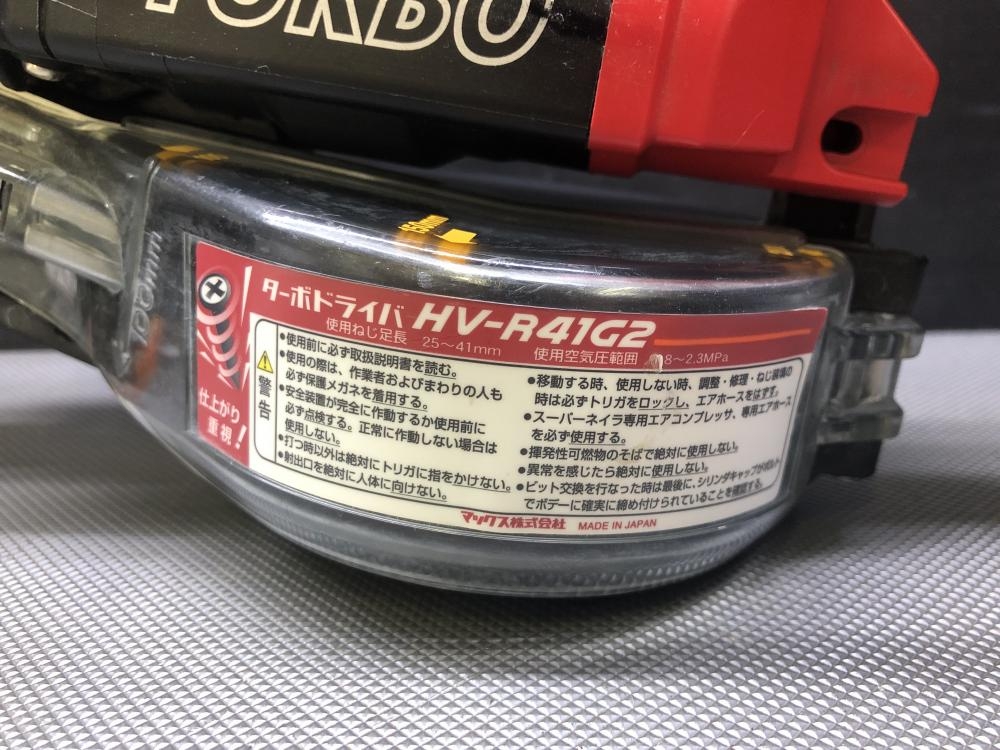 TURBO
150mm
100mm
ターボドライバ HV-R41G2
使用ねじ足長 25～41mm 使用空気圧範囲 8～2.3MPa
仕上がり
重視!
警告
•使用前に必ず取扱説明書を読む。
•使用の際は、作業者およびまわりの人も
必ず保護メガネを着用する。
•安全装置が完全に作動するか使用前に
必ず点検する。正常に作動しない場合は
使用しない。
•打つ時以外は絶対にトリガに指をかけない。
•射出口を絶対に人体に向けない。
•移動する時、使用しない時、調整・修理・ねじ装填の
時は必ずトリガをロックし、エアホースをはずす。
•スーパーネイラ専用エアコンプレッサ、専用エアホース
を必ず使用する。
•揮発性可燃物のそばで絶対に使用しない。
•異常を感じたら絶対に使用しない。
•ビット交換を行なった時は最後に、シリンダキャップがボルト
でボデーに確実に締め付けられていることを確認する。
マックス株式会社 MADE IN JAPAN